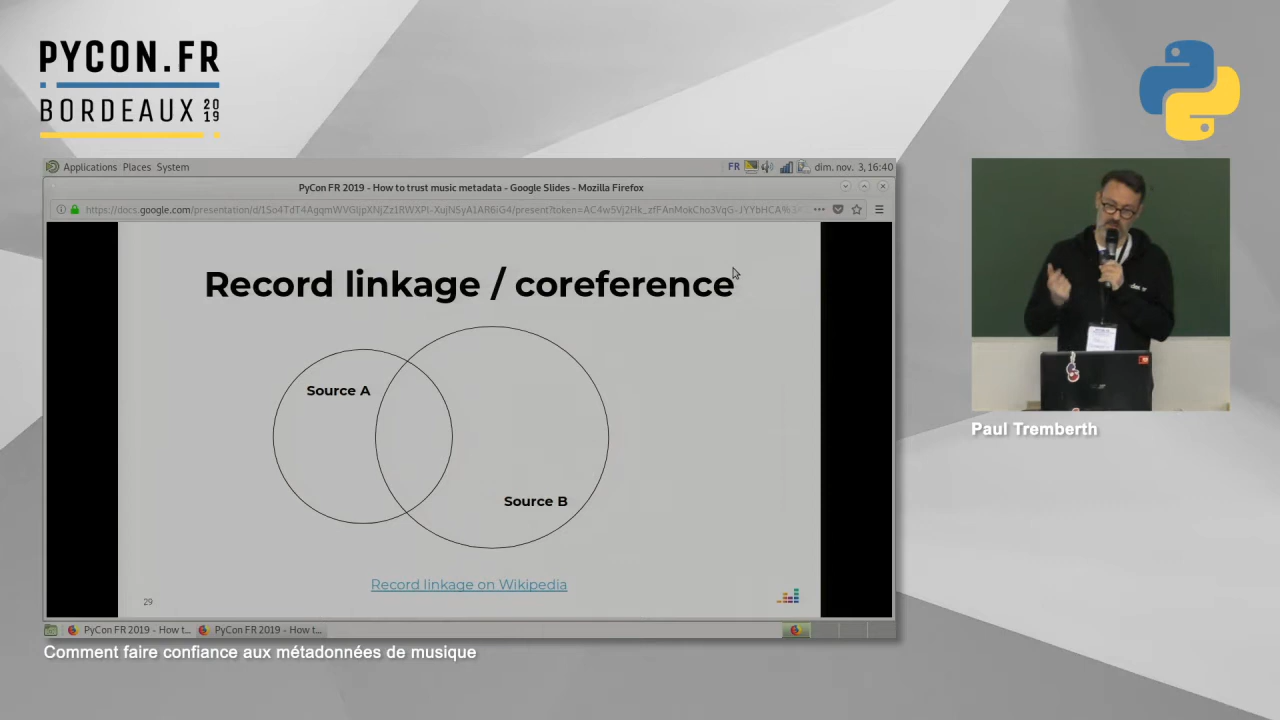 PYCON.FR
BORDEAUX 2019
Applications Places System
FR
dim. nov. 3, 16:40
PyCon FR 2019 - How to trust music metadata - Google Slides - Mozilla Firefox
Record linkage / coreference
Source A
Source B
Record linkage on Wikipedia
29
PyCon FR 2019 - How t...
PyCon FR 2019 - How t...
Paul Tremberth
Comment faire confiance aux métadonnées de musique